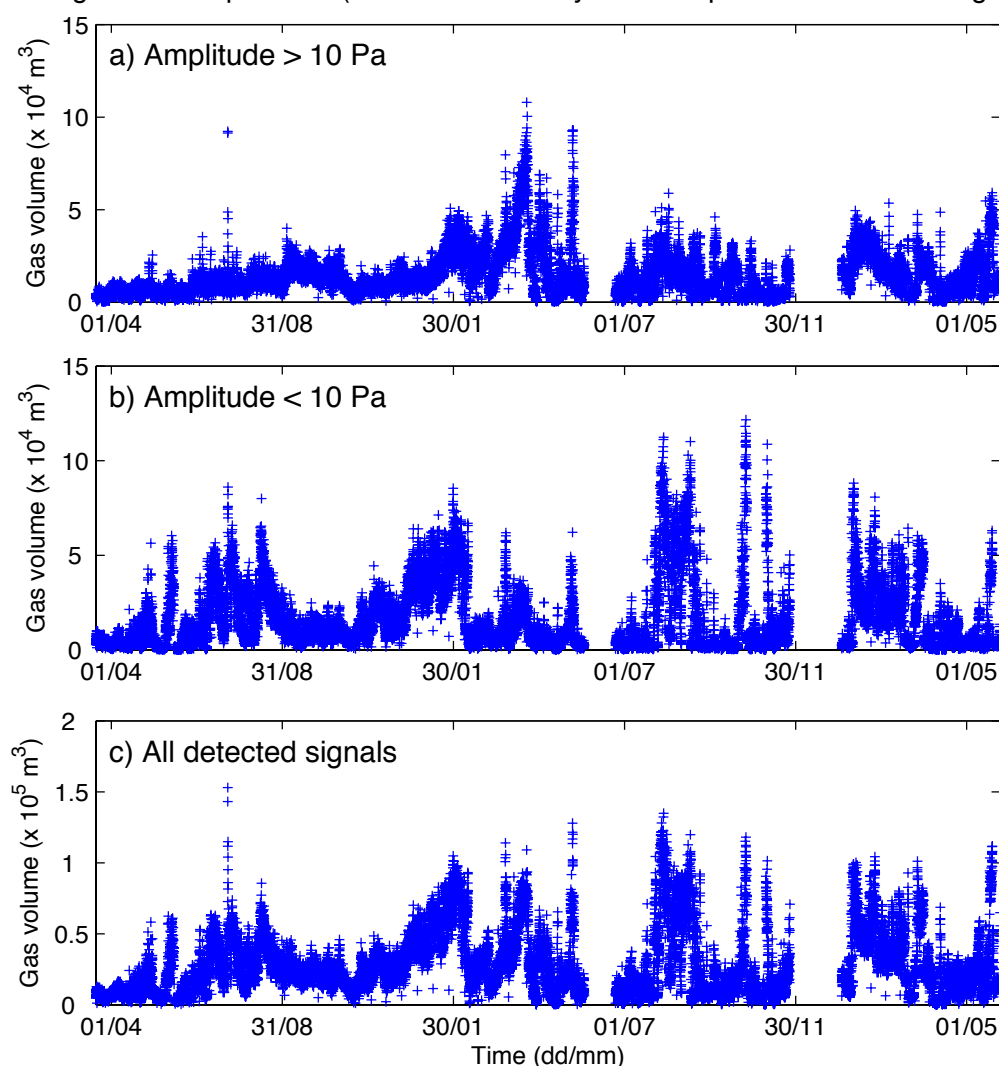 a) Amplitude > 10 Pa
Gas volume (x 10⁴ m³)
15
10
5
0
01/04 31/08 30/01 01/07 30/11 01/05
b) Amplitude < 10 Pa
Gas volume (x 10⁴ m³)
15
10
5
0
01/04 31/08 30/01 01/07 30/11 01/05
c) All detected signals
Gas volume (x 10⁵ m³)
2
1.5
1
0.5
0
01/04 31/08 30/01 01/07 30/11 01/05
Time (dd/mm)